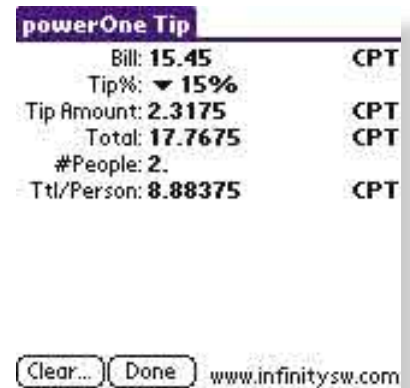 powerOne Tip
Bill: 15.45 CPT
Tip%: 15%
Tip Amount: 2.3175 CPT
Total: 17.7675 CPT
#People: 2.
Ttl/Person: 8.88375 CPT
Clear... Done www.infinitysw.com